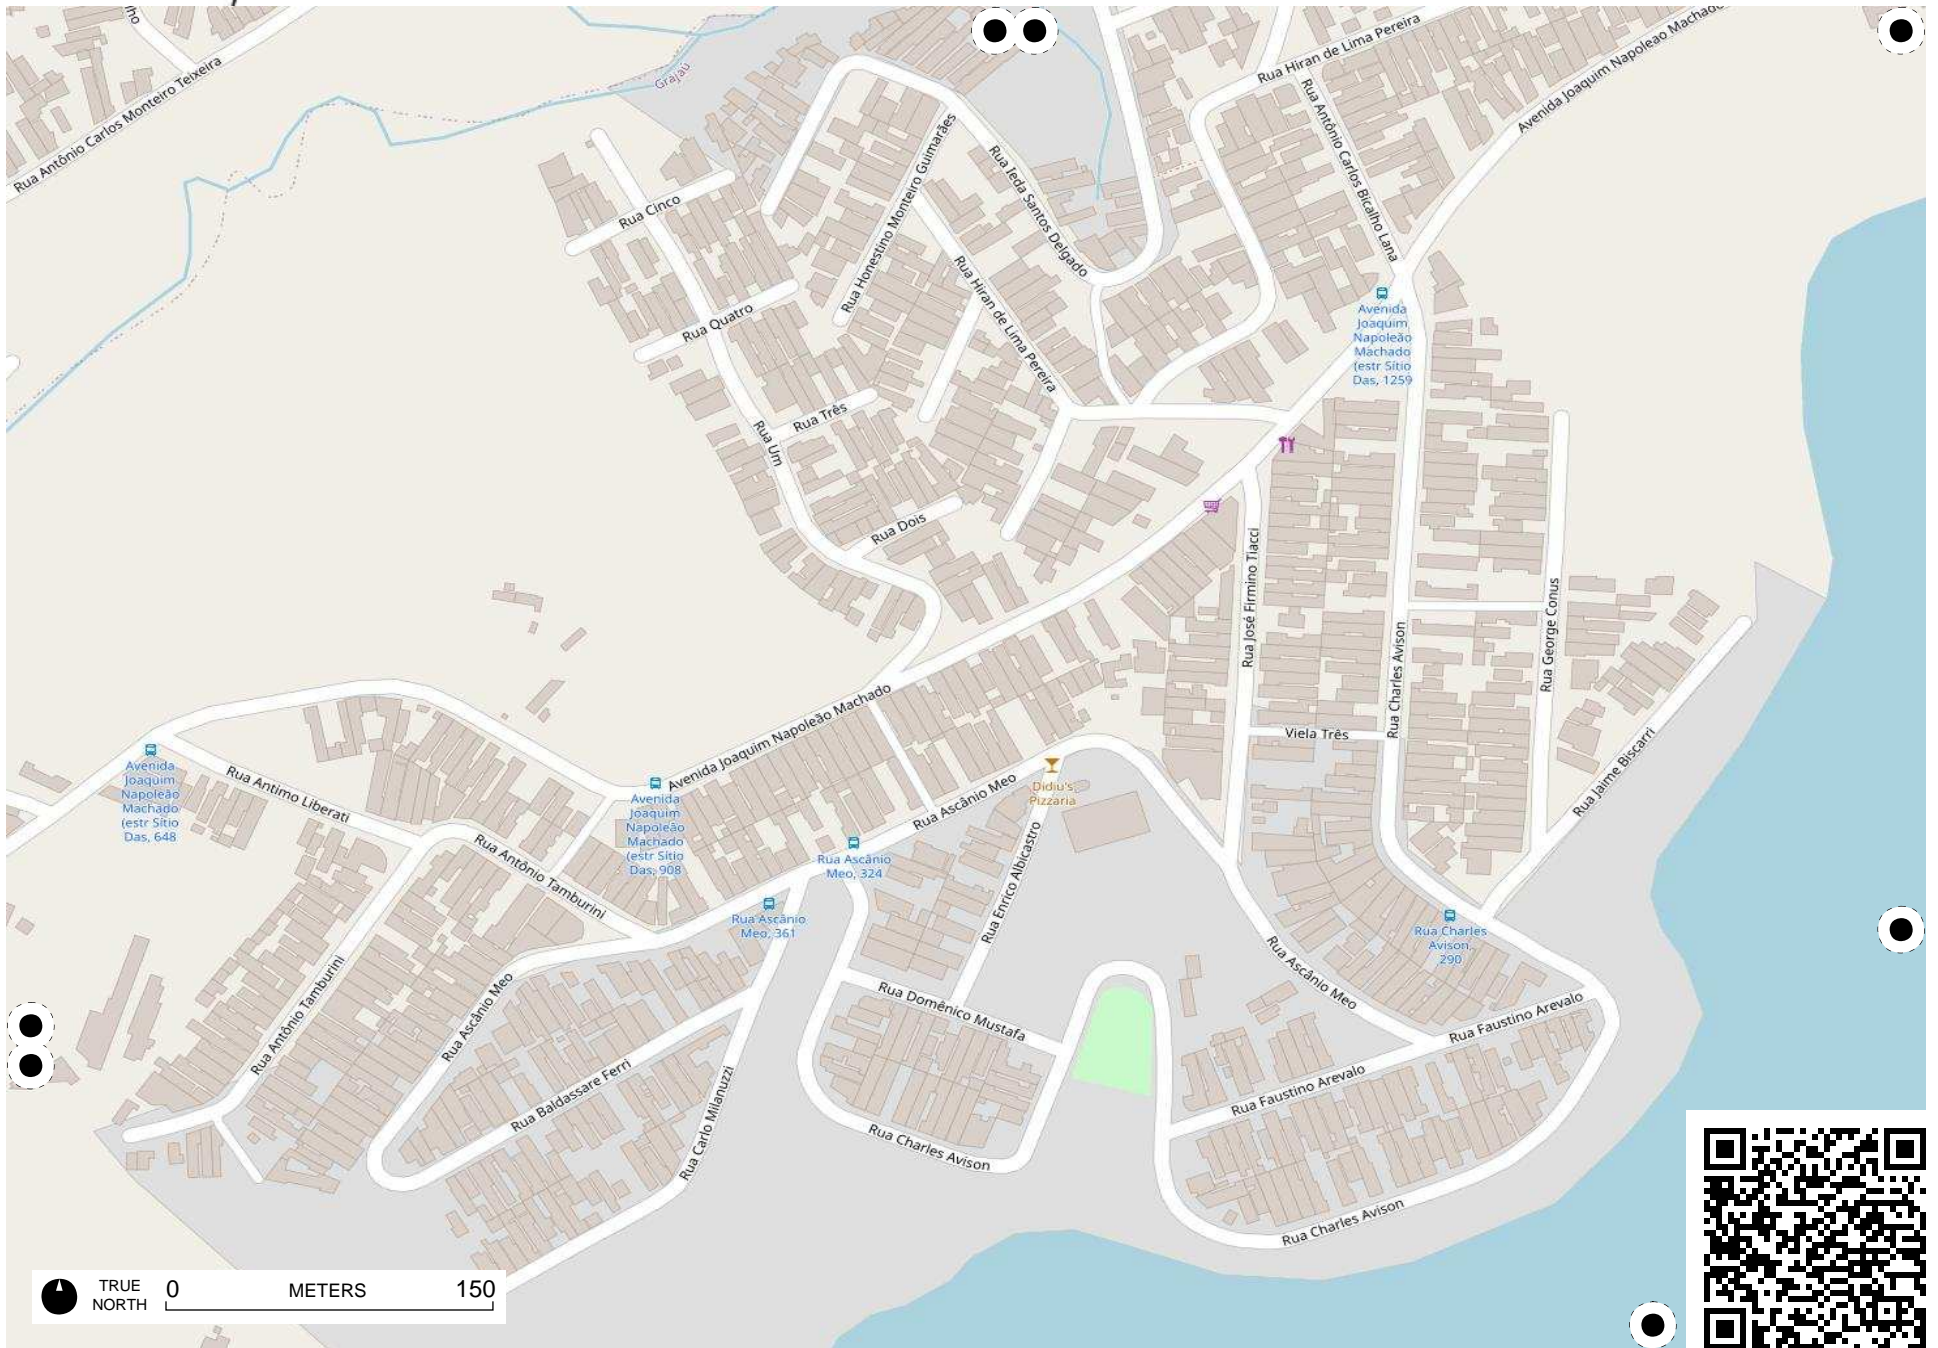 Rua Hiran de Lima Pereira
Avenida Joaquim Napoleão Machado
Rua Antônio Carlos Monteiro Teixeira
Grajaú
Rua Antônio Carlos Bicalho Lana
Rua Honestino Monteiro Guimarães
Rua Ieda Santos Delgado
Rua Cinco
Rua Hiran de Lima Pereira
Rua Quatro
Avenida
Joaquim
Napoleão
Machado
(estr Sítio
Das, 1259
Rua Três
Rua Um
Rua Dois
Rua José Firmino Tiacci
Rua George Conus
Rua Charles Avison
Avenida Joaquim Napoleão Machado
Viela Três
Rua Jaime Biscarri
Avenida
Joaquim
Napoleão
Machado
(estr Sítio
Das, 648
Rua Antimo Liberati
Avenida
Joaquim
Napoleão
Machado
(estr Sítio
Das, 908
Rua Ascânio Meo
Didiu's
Pizzaria
Rua Antônio Tamburini
Rua Ascânio
Meo, 324
Rua Enrico Albicastro
Rua Ascânio
Meo, 361
Rua Charles
Avison,
290
Rua Ascânio Meo
Rua Antônio Tamburini
Rua Ascânio Meo
Rua Domênico Mustafa
Rua Faustino Arevalo
Rua Baldassare Ferri
Rua Faustino Arevalo
Rua Carlo Milanuzzi
Rua Charles Avison
Rua Charles Avison
TRUE
NORTH
0 METERS 150